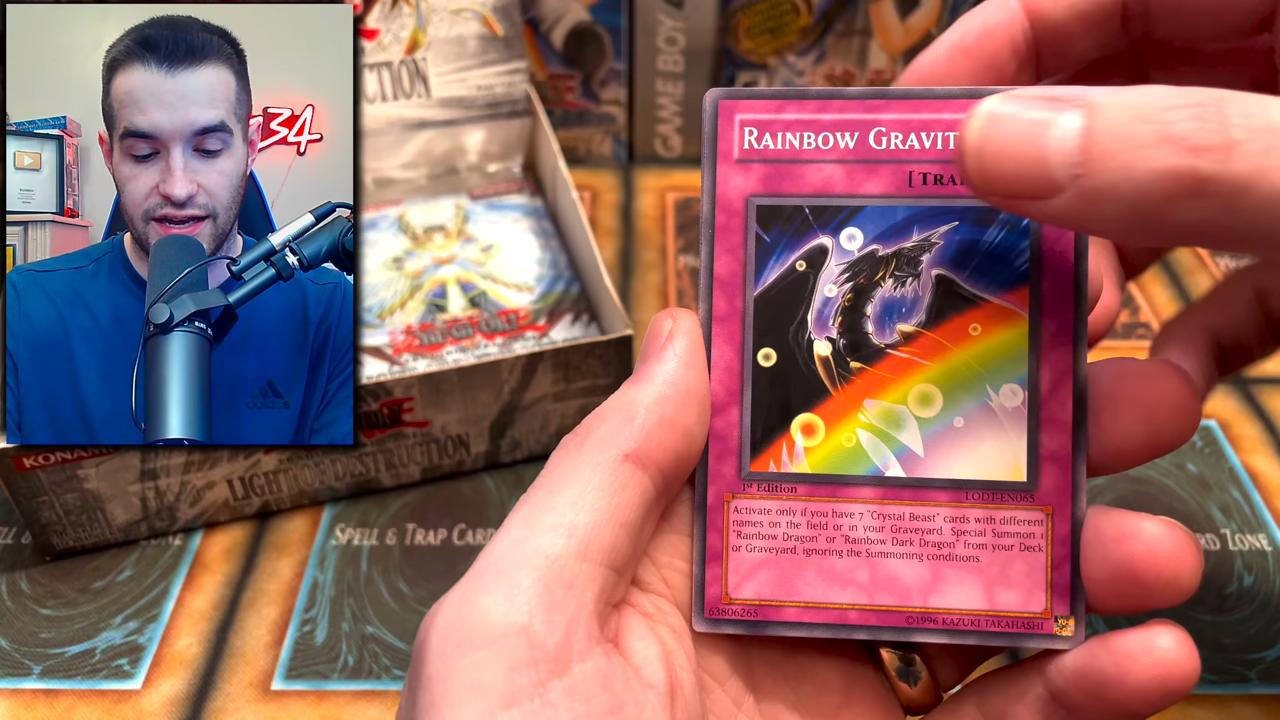 34
adidas
CTION
GAME BOY
KONAMI
LIGHT OF DESTRUCTION
SPELL & TRAP CARD
RD ZONE
RAINBOW GRAVIT
[TRA
1st Edition
LODT-EN065
Activate only if you have 7 "Crystal Beast" cards with different
names on the field or in your Graveyard. Special Summon 1
"Rainbow Dragon" or "Rainbow Dark Dragon" from your Deck
or Graveyard, ignoring the Summoning conditions.
63806265
©1996 KAZUKI TAKAHASHI